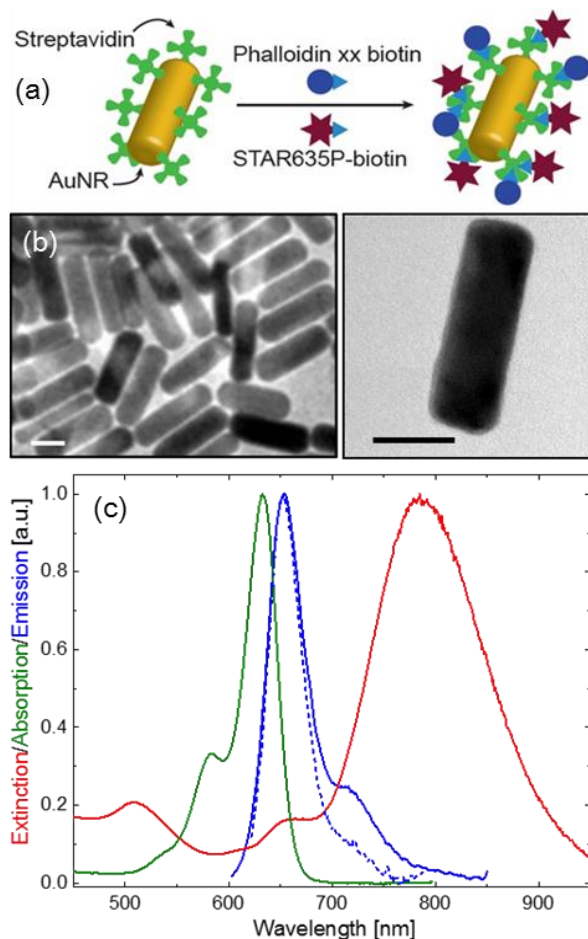 Streptavidin
Phalloidin xx biotin
(a)
STAR635P-biotin
AuNR
(b)
(c)
Extinction/Absorption/Emission [a.u.]
1.0
0.8
0.6
0.4
0.2
0.0
500 600 700 800 900
Wavelength [nm]